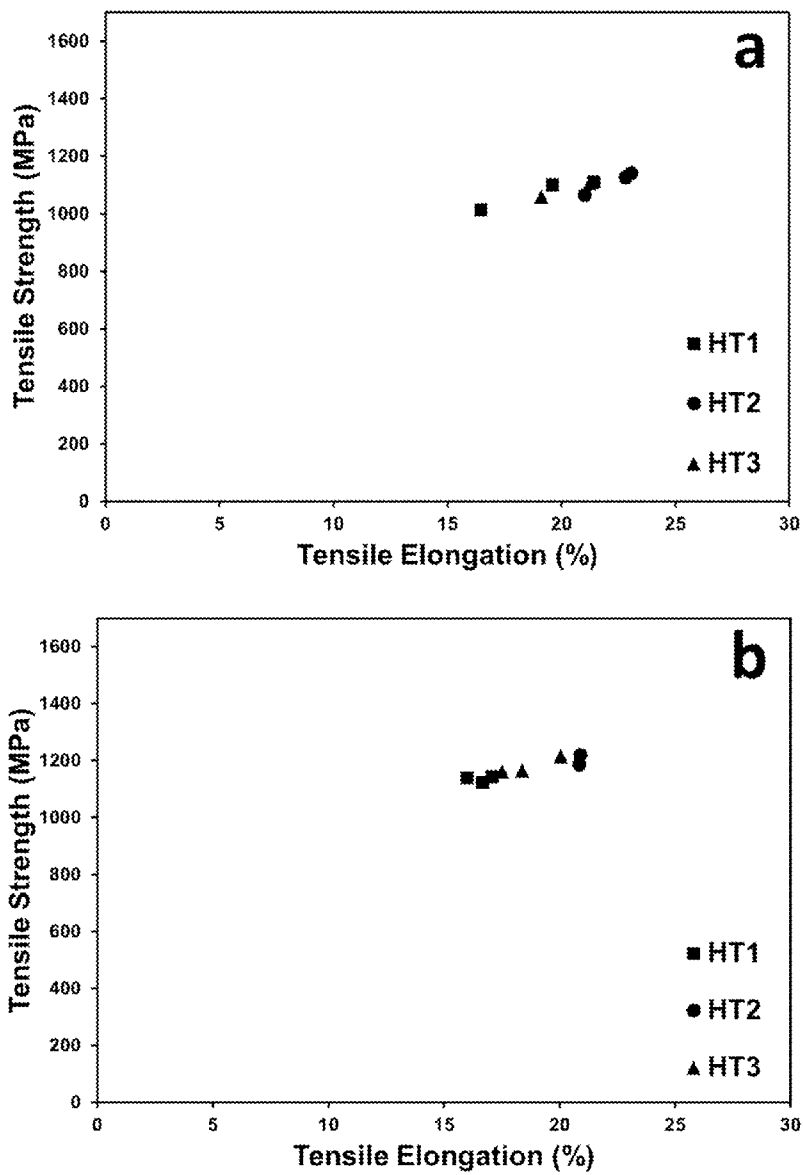 a
1600
1400
1200
1000
800
600
400
200
0
Tensile Strength (MPa)
HT1
HT2
HT3
0 5 10 15 20 25 30
Tensile Elongation (%)
b
1600
1400
1200
1000
800
600
400
200
0
Tensile Strength (MPa)
HT1
HT2
HT3
0 5 10 15 20 25 30
Tensile Elongation (%)